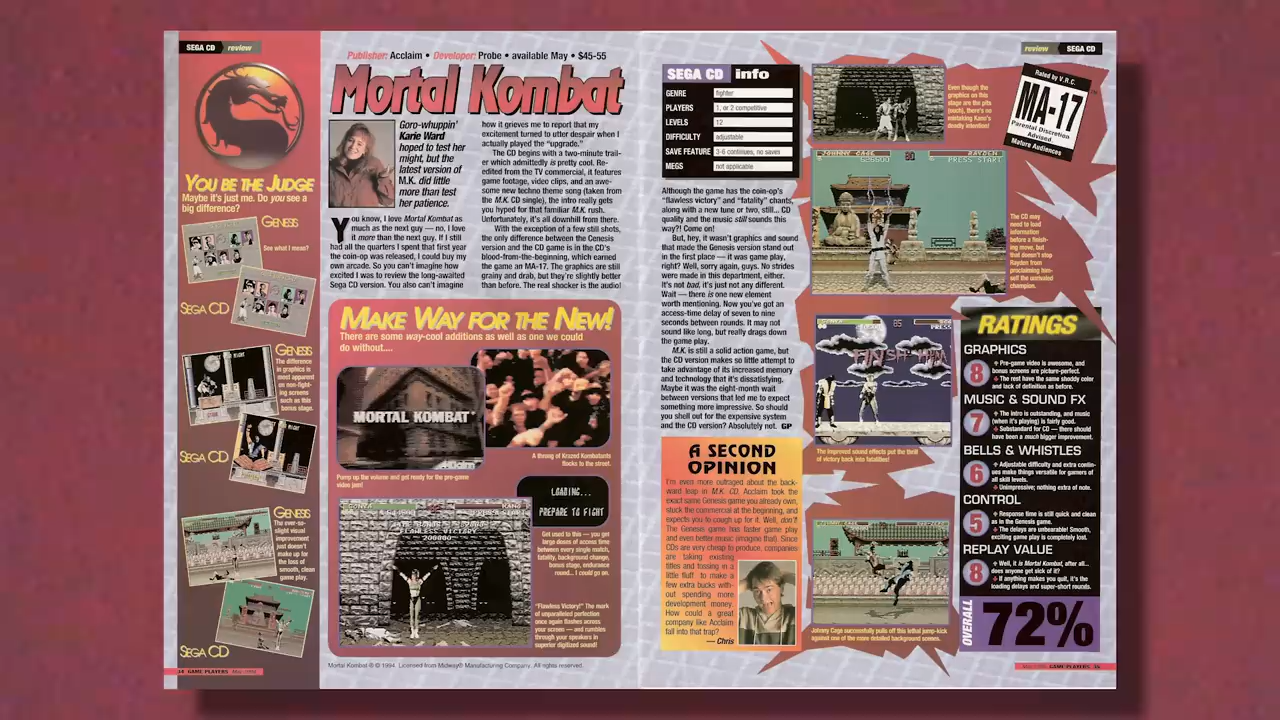 SEGA CD review
YOU BE THE JUDGE
Maybe it's just me. Do you see a
big difference?
GENESIS
See what I mean?
SEGA CD
GENESIS
The difference
in graphics is
most apparent
on non-fight-
ing screens
such as this
bonus stage.
SEGA CD
GENESIS
The ever-so-
slight visual
improvement
just doesn't
make up for
the loss of
smooth, clean
game play.
SEGA CD
GAME PLAYERS
Publisher: Acclaim • Developer: Probe • available May • $45-55
Mortal Kombat
Goro-whuppin'
Karie Ward
hoped to test her
might, but the
latest version of
M.K. did little
more than test
her patience.
You know, I love Mortal Kombat as
much as the next guy — no, I love
it more than the next guy. If I still
had all the quarters I spent that first year
the coin-op was released, I could buy my
own arcade. So you can't imagine how
excited I was to review the long-awaited
Sega CD version. You also can't imagine
how it grieves me to report that my
excitement turned to utter despair when I
actually played the "upgrade."
The CD begins with a two-minute trail-
er which admittedly is pretty cool. Re-
edited from the TV commercial, it features
game footage, video clips, and an awe-
some new techno theme song (taken from
the M.K. CD single), the intro really gets
you hyped for that familiar M.K. rush.
Unfortunately, it's all downhill from there.
With the exception of a few still shots,
the only difference between the Genesis
version and the CD game is in the CD's
blood-from-the-beginning, which earned
the game an MA-17. The graphics are still
grainy and drab, but they're slightly better
than before. The real shocker is the audio!
MAKE WAY FOR THE NEW!
There are some way-cool additions as well as one we could
do without....
MORTAL KOMBAT
Acclaim
Pump up the volume and get ready for the pre-game
video jam!
A throng of Krazed Kombatants
flocks to the street.
LOADING...
PREPARE TO FIGHT
Get used to this — you get
large doses of access time
between every single match,
fatality, background change,
bonus stage, endurance
round... I could go on.
"Flawless Victory!" The mark
of unparalleled perfection
once again flashes across
your screen — and rumbles
through your speakers in
superior digitized sound!
Mortal Kombat ® © 1994. Licensed from Midway® Manufacturing Company. All rights reserved.
review SEGA CD
SEGA CD info
GENRE fighter
PLAYERS 1, or 2 competitive
LEVELS 12
DIFFICULTY adjustable
SAVE FEATURE 3-6 continues, no saves
MEGS not applicable
Although the game has the coin-op's
"flawless victory" and "fatality" chants,
along with a new tune or two, still... CD
quality and the music still sounds this
way?! Come on!
But, hey, it wasn't graphics and sound
that made the Genesis version stand out
in the first place — it was game play,
right? Well, sorry again, guys. No strides
were made in this department, either.
It's not bad, it's just not any different.
Wait — there is one new element
worth mentioning. Now you've got an
access-time delay of seven to nine
seconds between rounds. It may not
sound like long, but really drags down
the game play.
M.K. is still a solid action game, but
the CD version makes so little attempt to
take advantage of its increased memory
and technology that it's dissatisfying.
Maybe it was the eight-month wait
between versions that led me to expect
something more impressive. So should
you shell out for the expensive system
and the CD version? Absolutely not. GP
A SECOND
OPINION
I'm even more outraged about the back-
ward leap in M.K. CD. Acclaim took the
exact same Genesis game you already own,
stuck the commercial at the beginning, and
expects you to cough up for it. Well, don't!
The Genesis game has faster game play
and even better music (imagine that). Since
CDs are very cheap to produce, companies
are taking existing
titles and tossing in a
little fluff to make a
few extra bucks with-
out spending more
development money.
How could a great
company like Acclaim
fall into that trap?
— Chris
Even though the
graphics on this
stage are the pits
(ouch), there's no
mistaking Kano's
deadly intention!
Rated by V.R.C.
MA-17
Parental Discretion
Advised
Mature Audiences
JOHNNY CAGE RAYDEN
PRESS START
The CD may
need to load
information
before a finish-
ing move, but
that doesn't stop
Rayden from
proclaiming him-
self the unrivaled
champion.
85
FINISH HIM
The improved sound effects put the thrill
of victory back into fatalities!
Johnny Cage successfully pulls off this lethal jump-kick
against one of the more detailed background scenes.
RATINGS
GRAPHICS
8
+ Pre-game video is awesome, and
bonus screens are picture-perfect.
The rest have the same shoddy color
and lack of definition as before.
MUSIC & SOUND FX
7
+ The intro is outstanding, and music
(when it's playing) is fairly good.
Substandard for CD — there should
have been a much bigger improvement.
BELLS & WHISTLES
6
+ Adjustable difficulty and extra contin-
ues make things versatile for gamers of
all skill levels.
Unimpressive; nothing extra of note.
CONTROL
5
+ Response time is still quick and clean
as in the Genesis game.
The delays are unbearable! Smooth,
exciting game play is completely lost.
REPLAY VALUE
8
+ Well, it is Mortal Kombat, after all...
does anyone get sick of it?
If anything makes you quit, it's the
loading delays and super-short rounds.
OVERALL
72%
GAME PLAYERS